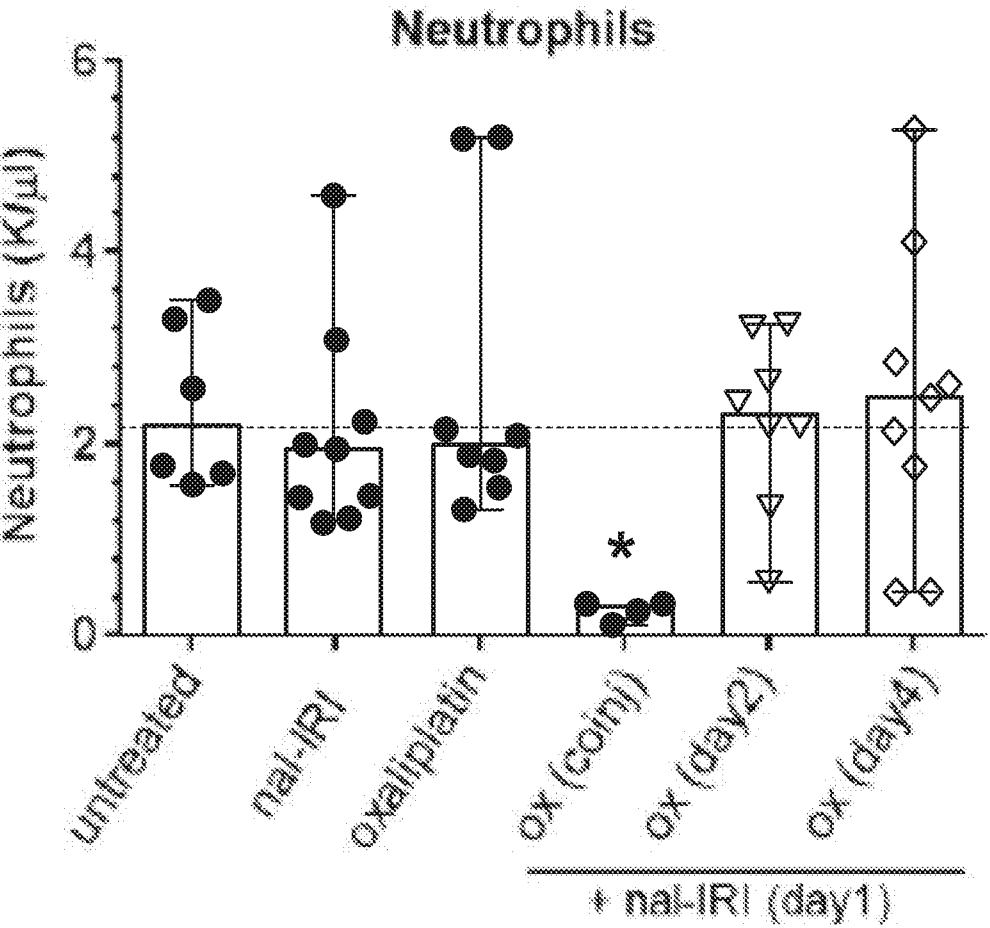 Neutrophils
Neutrophils (K/µl)
6
4
2
0
*
untreated
nal-IRI
oxaliplatin
ox (coinj)
ox (day2)
ox (day4)
+ nal-IRI (day1)